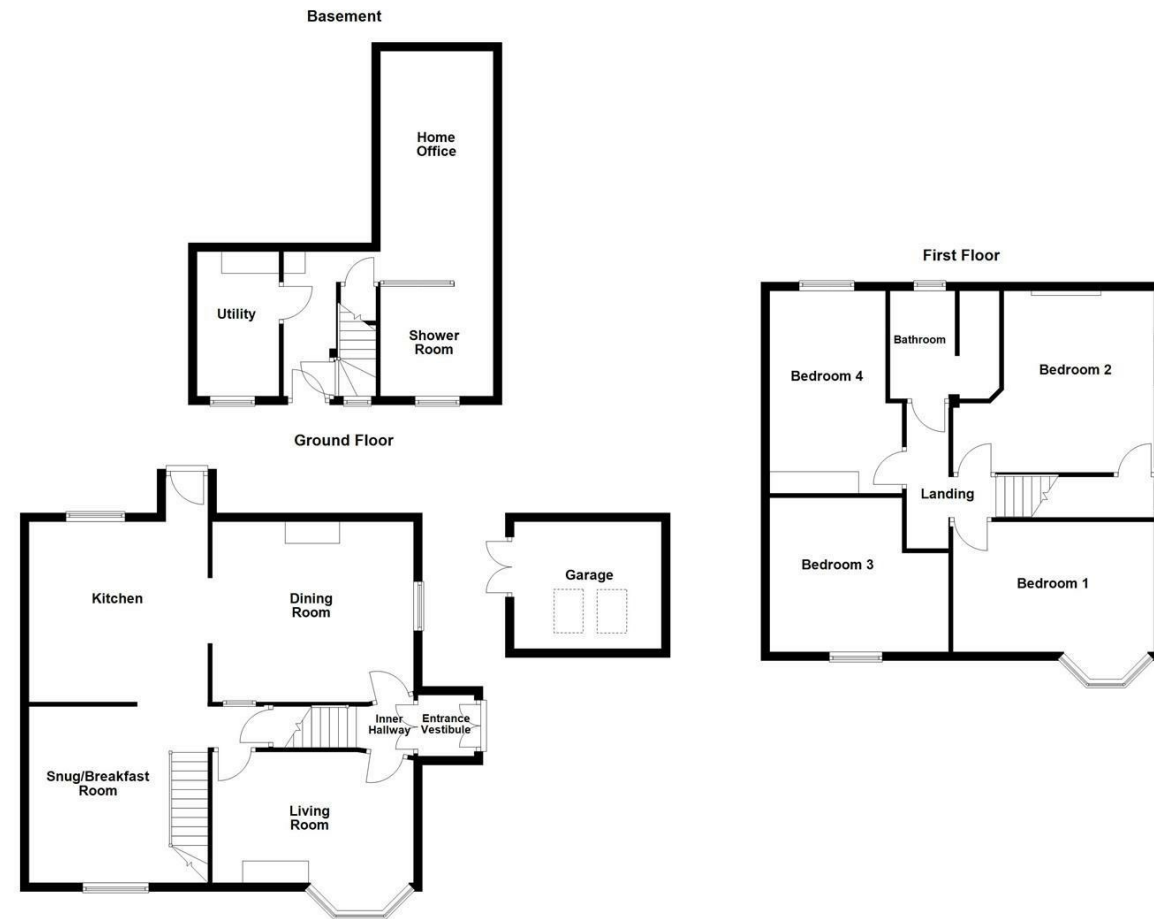 Basement
Home
Office
Utility
Shower
Room
First Floor
Bathroom
Bedroom 4
Bedroom 2
Landing
Bedroom 3
Bedroom 1
Ground Floor
Kitchen
Dining
Room
Garage
Inner
Hallway
Entrance
Vestibule
Snug/Breakfast
Room
Living
Room